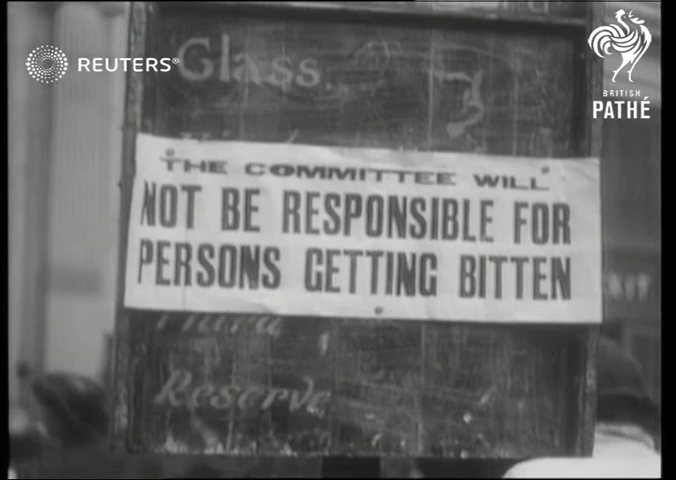 REUTERS®
BRITISH
PATHÉ
Glass
THE COMMITTEE WILL
NOT BE RESPONSIBLE FOR
PERSONS GETTING BITTEN
Reserve